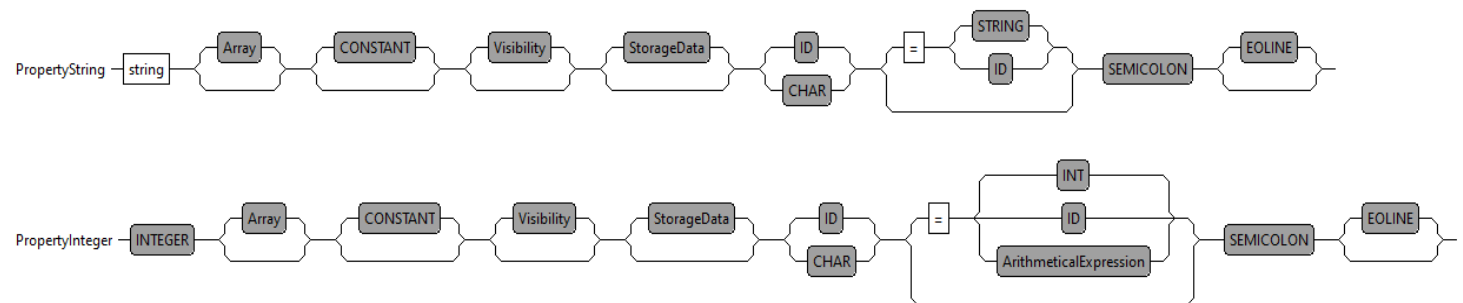 PropertyString string Array CONSTANT Visibility StorageData ID CHAR = STRING ID SEMICOLON EOLINE
PropertyInteger INTEGER Array CONSTANT Visibility StorageData ID CHAR = INT ID ArithmeticalExpression SEMICOLON EOLINE